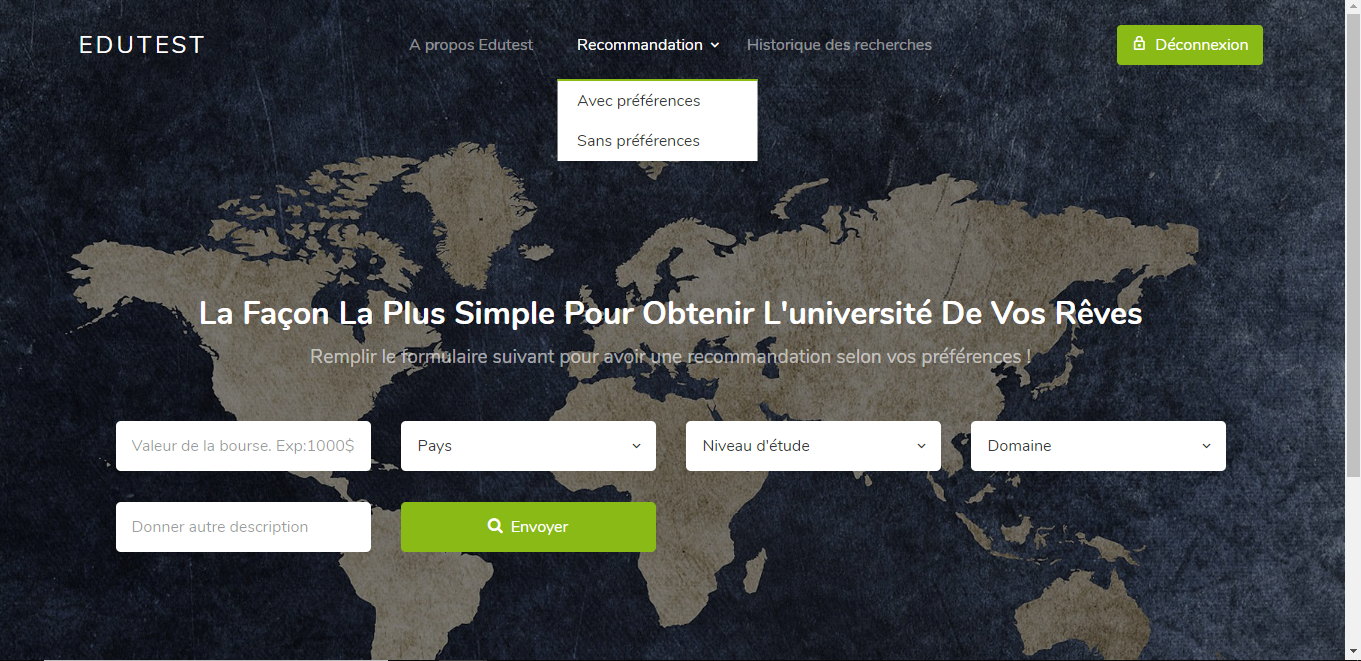 EDUTEST
A propos Edutest
Recommandation
Historique des recherches
Déconnexion
Avec préférences
Sans préférences
La Façon La Plus Simple Pour Obtenir L'université De Vos Rêves
Remplir le formulaire suivant pour avoir une recommandation selon vos préférences !
Valeur de la bourse. Exp:1000$
Pays
Niveau d'étude
Domaine
Donner autre description
Envoyer